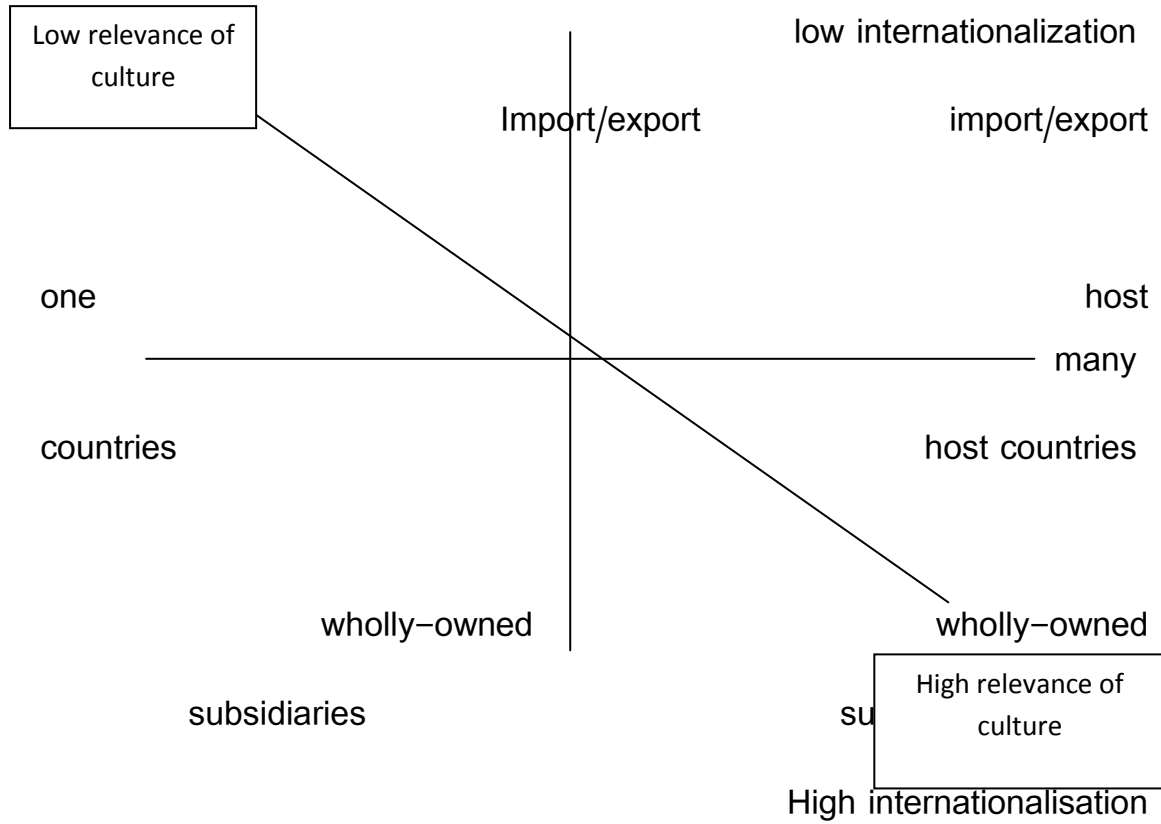 Low relevance of
culture
low internationalization
Import/export import/export
one host
many
countries host countries
wholly-owned wholly-owned
subsidiaries
High relevance of
culture
High internationalisation